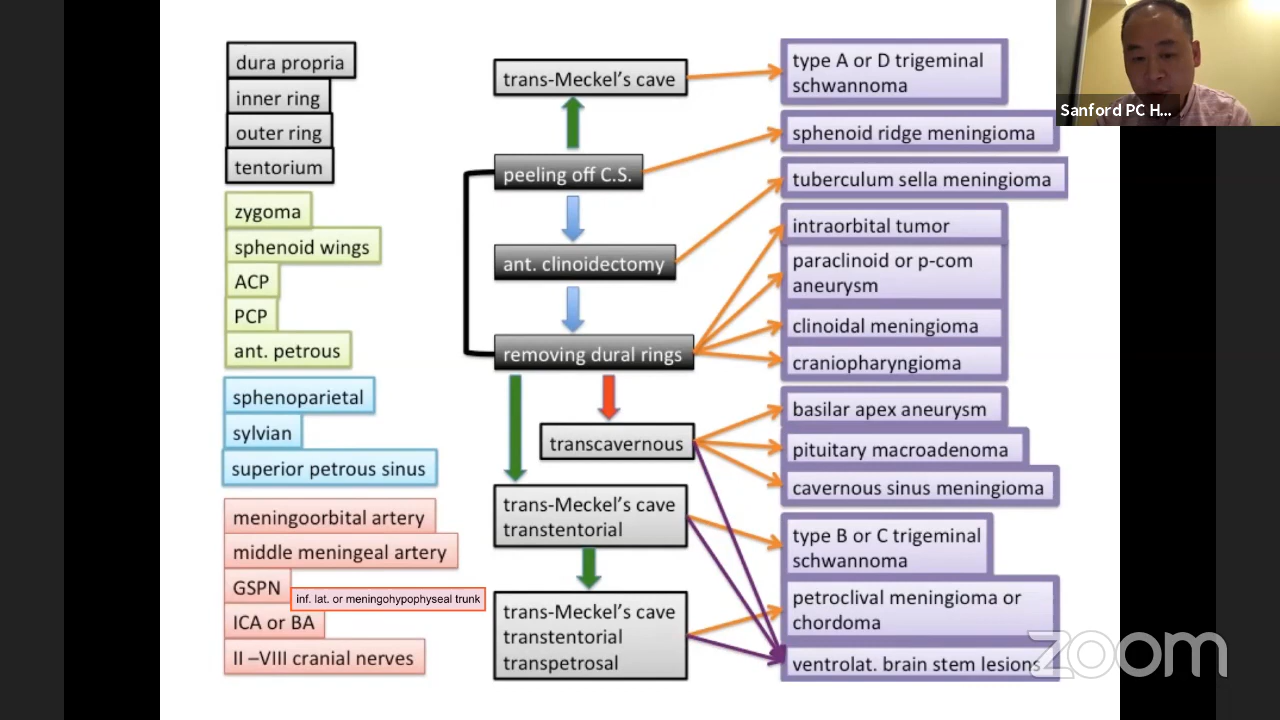 dura propria
inner ring
outer ring
tentorium
zygoma
sphenoid wings
ACP
PCP
ant. petrous
sphenoparietal
sylvian
superior petrous sinus
meningoorbital artery
middle meningeal artery
GSPN
inf. lat. or meningohypophyseal trunk
ICA or BA
II –VIII cranial nerves
trans-Meckel's cave
peeling off C.S.
ant. clinoidectomy
removing dural rings
transcavernous
trans-Meckel's cave
transtentorial
trans-Meckel's cave
transtentorial
transpetrosal
type A or D trigeminal
schwannoma
sphenoid ridge meningioma
tuberculum sella meningioma
intraorbital tumor
paraclinoid or p-com
aneurysm
clinoidal meningioma
craniopharyngioma
basilar apex aneurysm
pituitary macroadenoma
cavernous sinus meningioma
type B or C trigeminal
schwannoma
petroclival meningioma or
chordoma
ventrolat. brain stem lesions
Sanford PC H...
zoom